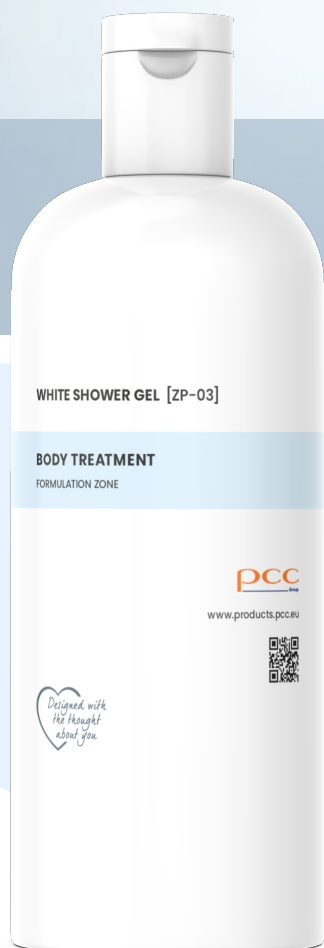 WHITE SHOWER GEL [ZP-03]
BODY TREATMENT
FORMULATION ZONE
pcc
Group
www.products.pcc.eu
Designed with
the thought
about you